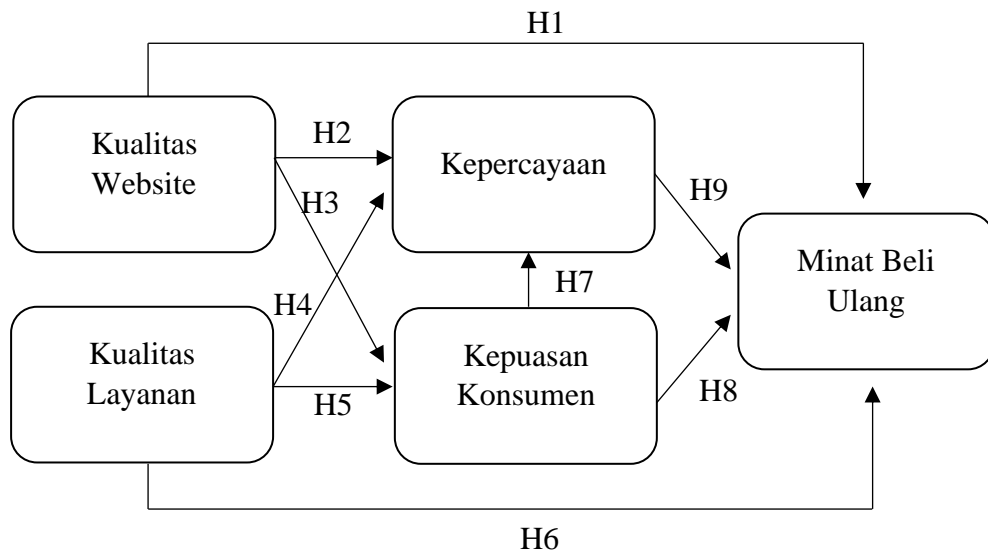 H1
Kualitas
Website
H2
Kepercayaan
H3
H9
Minat Beli
Ulang
H4
H7
Kualitas
Layanan
H5
Kepuasan
Konsumen
H8
H6